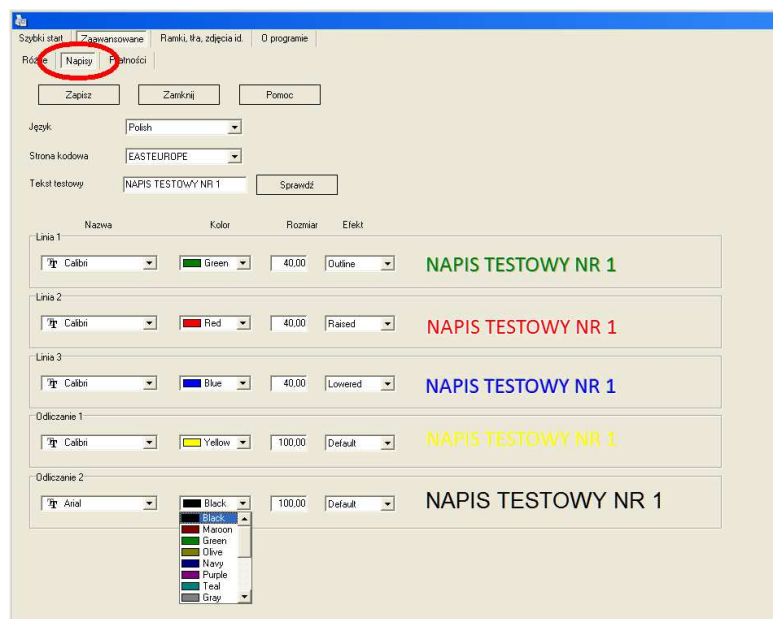 Szybki start Zaawansowane Ramki, tła, zdjęcia id. O programie
Różne Napisy Płatności
Zapisz Zamknij Pomoc
Język Polish
Strona kodowa EASTEUROPE
Tekst testowy NAPIS TESTOWY NR 1 Sprawdź
Nazwa Kolor Rozmiar Efekt
Linia 1
Calibri Green 40,00 Outline NAPIS TESTOWY NR 1
Linia 2
Calibri Red 40,00 Raised NAPIS TESTOWY NR 1
Linia 3
Calibri Blue 40,00 Lowered NAPIS TESTOWY NR 1
Odliczanie 1
Calibri Yellow 100,00 Default NAPIS TESTOWY NR 1
Odliczanie 2
Arial Black 100,00 Default NAPIS TESTOWY NR 1
Black
Maroon
Green
Olive
Navy
Purple
Teal
Gray